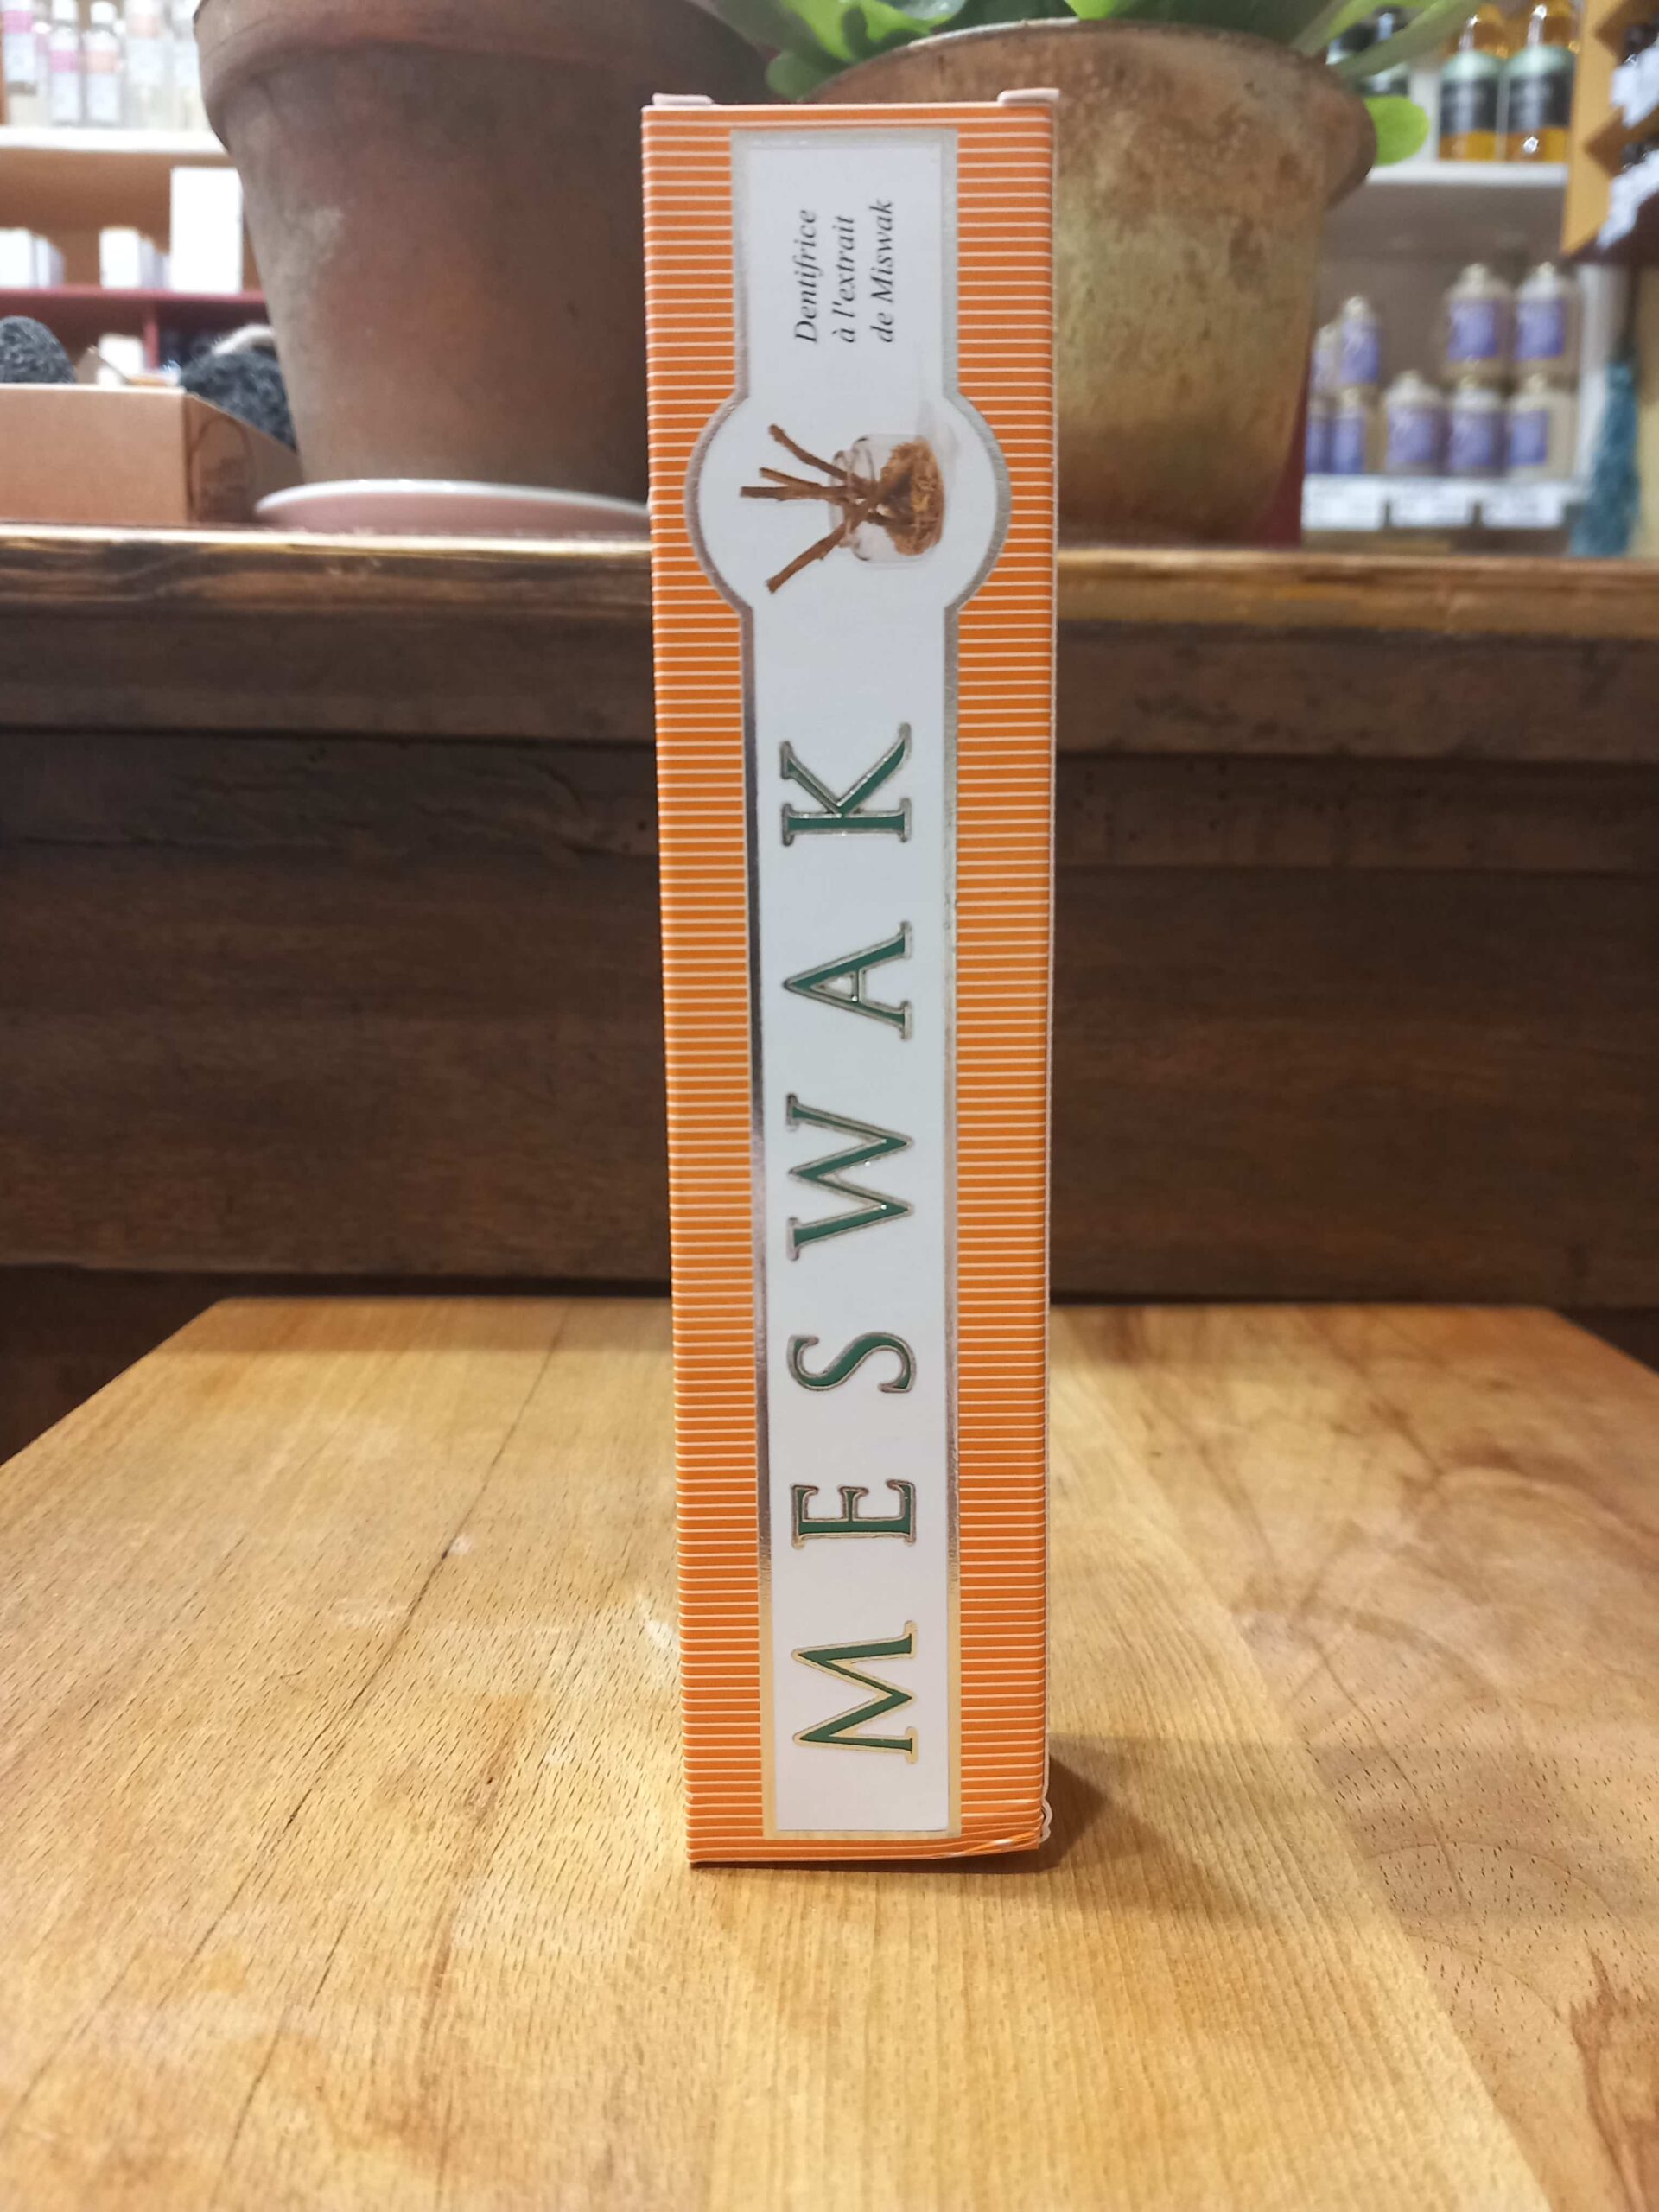 MESWAK
Dentifrice
à l'extrait
de Miswak